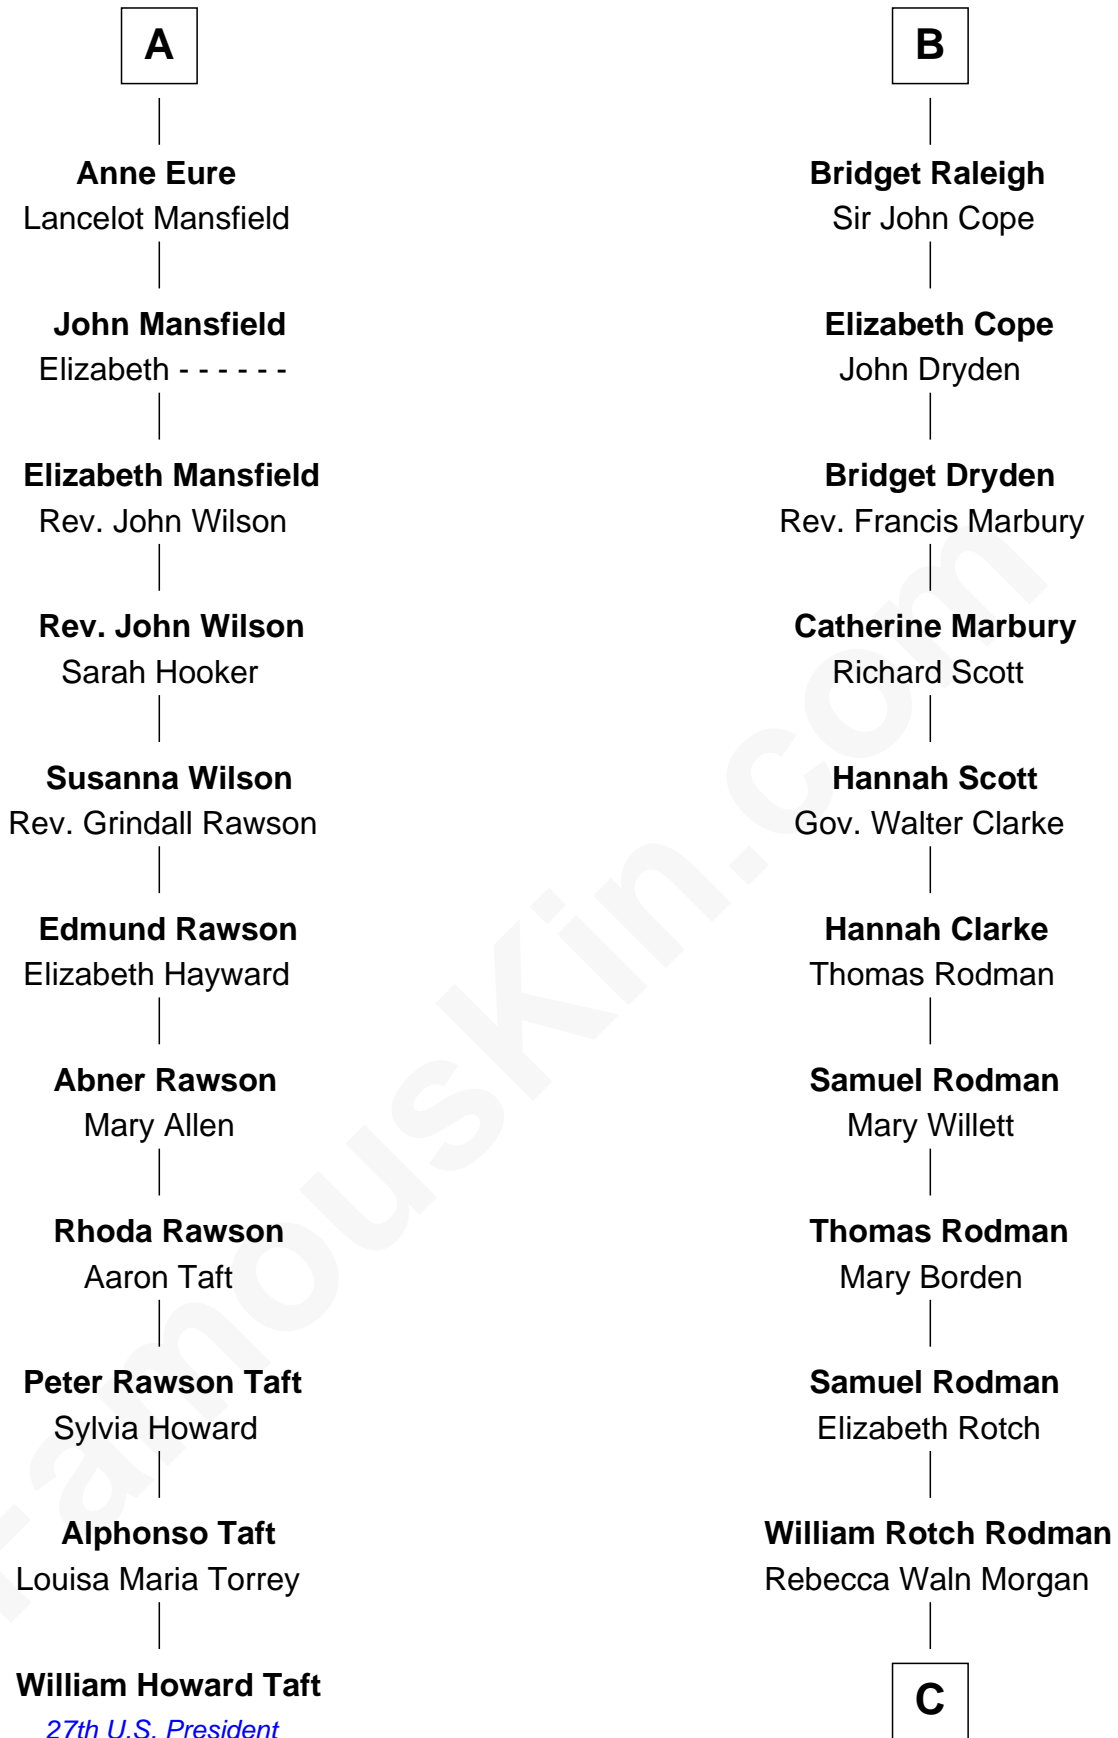 A
Anne Eure
Lancelot Mansfield
John Mansfield
Elizabeth - - - - - -
Elizabeth Mansfield
Rev. John Wilson
Rev. John Wilson
Sarah Hooker
Susanna Wilson
Rev. Grindall Rawson
Edmund Rawson
Elizabeth Hayward
Abner Rawson
Mary Allen
Rhoda Rawson
Aaron Taft
Peter Rawson Taft
Sylvia Howard
Alphonso Taft
Louisa Maria Torrey
William Howard Taft
27th U.S. President
B
Bridget Raleigh
Sir John Cope
Elizabeth Cope
John Dryden
Bridget Dryden
Rev. Francis Marbury
Catherine Marbury
Richard Scott
Hannah Scott
Gov. Walter Clarke
Hannah Clarke
Thomas Rodman
Samuel Rodman
Mary Willett
Thomas Rodman
Mary Borden
Samuel Rodman
Elizabeth Rotch
William Rotch Rodman
Rebecca Waln Morgan
C
FamousKin.com